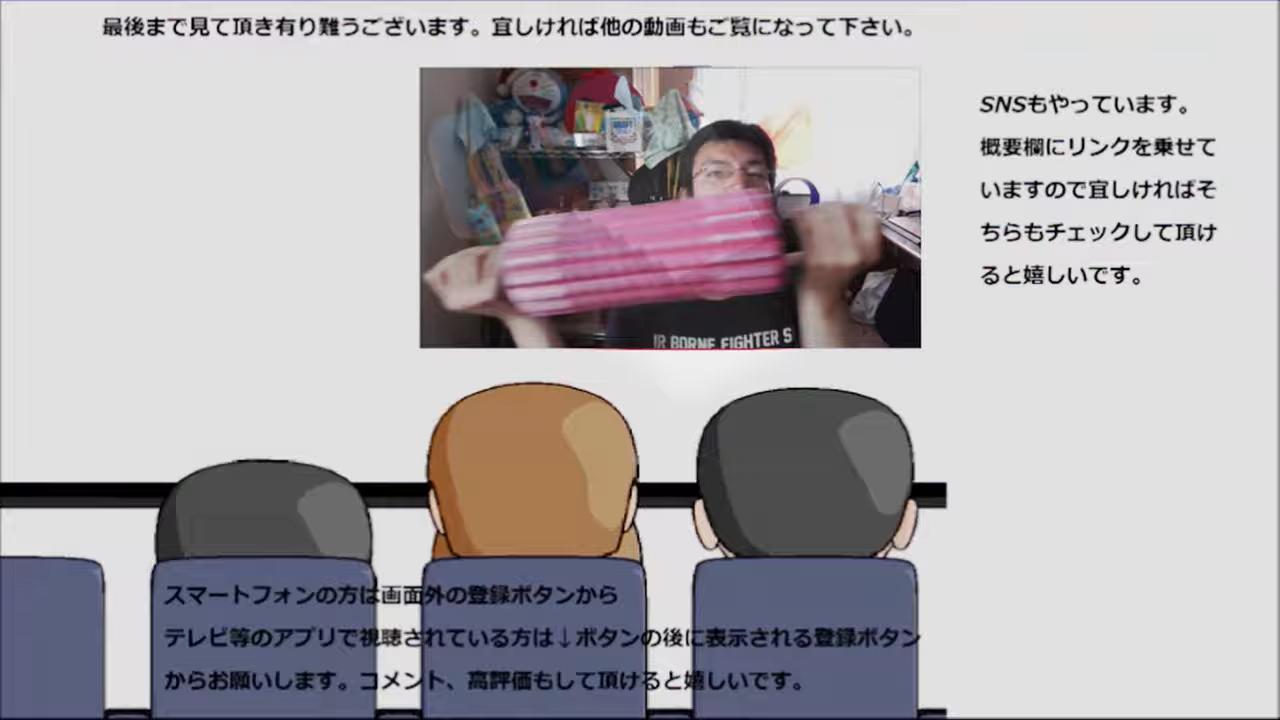 最後まで見て頂き有り難うございます。宜しければ他の動画もご覧になって下さい。
SNSもやっています。
概要欄にリンクを乗せて
いますので宜しければそ
ちらもチェックして頂け
ると嬉しいです。
IR BORNE FIGHTER S
スマートフォンの方は画面外の登録ボタンから
テレビ等のアプリで視聴されている方は↓ボタンの後に表示される登録ボタン
からお願いします。コメント、高評価もして頂けると嬉しいです。